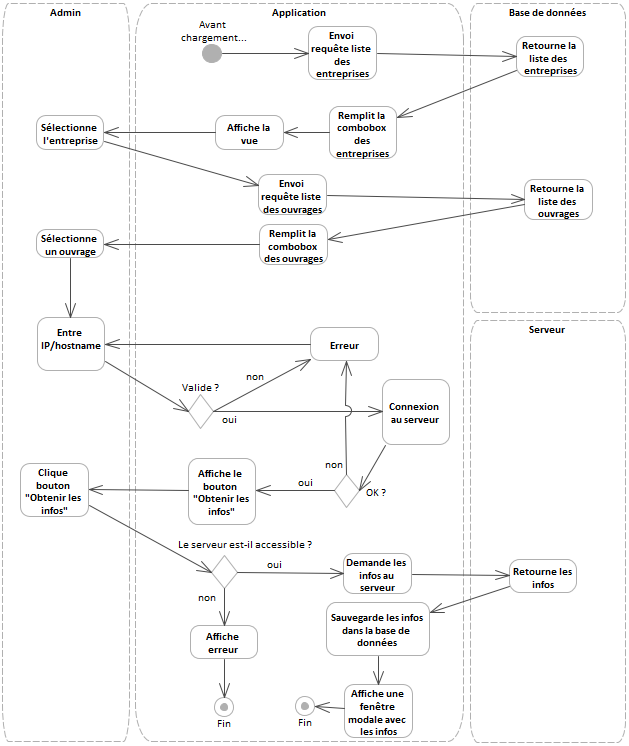 Admin
Application
Base de données
Avant
chargement...
Envoi
requête liste
des
entreprises
Retourne la
liste des
entreprises
Sélectionne
l'entreprise
Affiche la
vue
Remplit la
combobox
des
entreprises
Envoi
requête liste
des ouvrages
Retourne la
liste des
ouvrages
Sélectionne
un ouvrage
Remplit la
combobox
des ouvrages
Serveur
Entre
IP/hostname
Erreur
non
Valide ?
oui
Connexion
au serveur
non
oui
OK ?
Clique
bouton
"Obtenir les
infos"
Affiche le
bouton
"Obtenir les
infos"
Le serveur est-il accessible ?
oui
non
Demande les
infos au
serveur
Retourne les
infos
Affiche
erreur
Sauvegarde les infos
dans la base de
données
Affiche une
fenêtre
modale avec
les infos
Fin
Fin